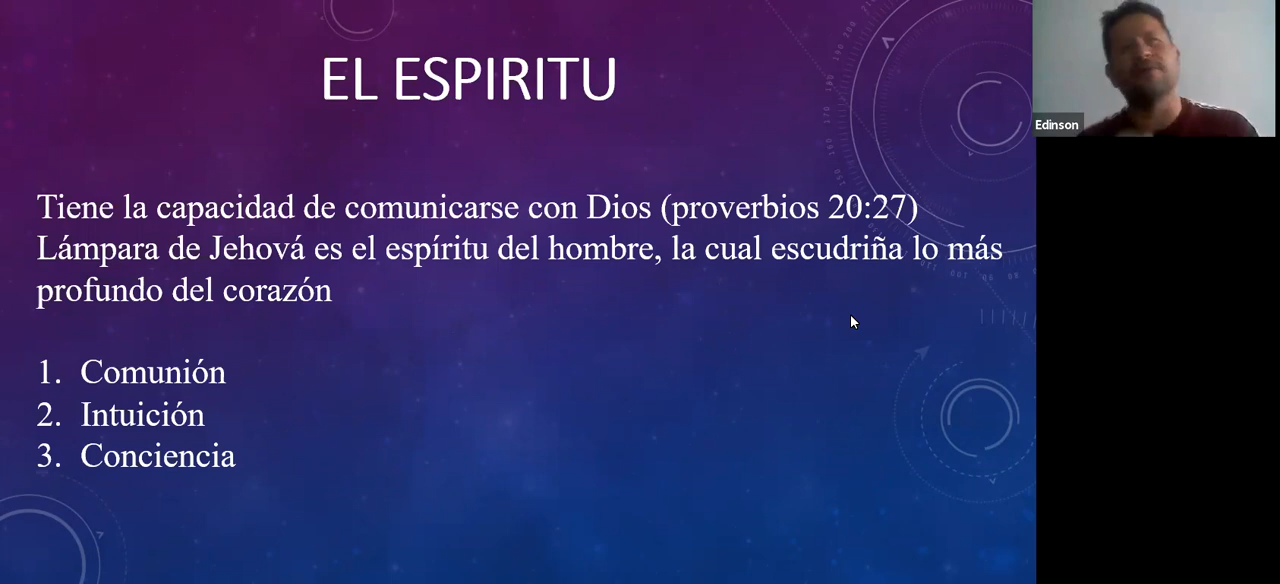 EL ESPIRITU
Tiene la capacidad de comunicarse con Dios (proverbios 20:27)
Lámpara de Jehová es el espíritu del hombre, la cual escudriña lo más
profundo del corazón
1. Comunión
2. Intuición
3. Conciencia
Edinson